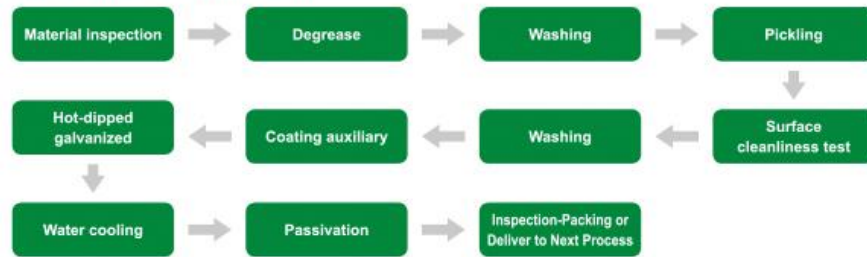 Material inspection
Degrease
Washing
Pickling
Hot-dipped
galvanized
Coating auxiliary
Washing
Surface
cleanliness test
Water cooling
Passivation
Inspection-Packing or
Deliver to Next Process